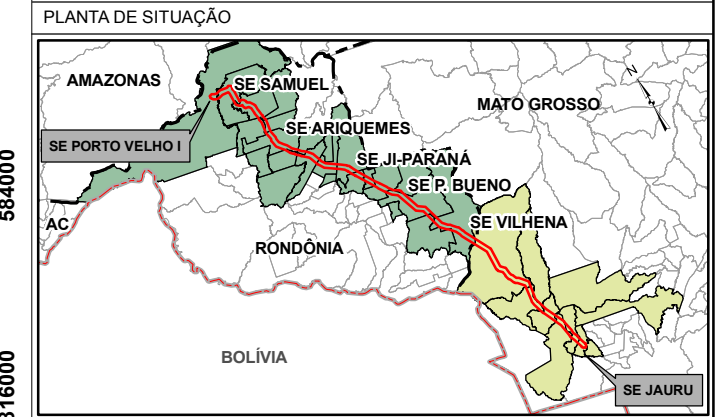 PLANTA DE SITUAÇÃO
AMAZONAS
SE SAMUEL
MATO GROSSO
N
SE ARIQUEMES
SE PORTO VELHO I
SE JI-PARANÁ
584000
SE P. BUENO
AC
SE VILHENA
RONDÔNIA
BOLÍVIA
816000
SE JAURU